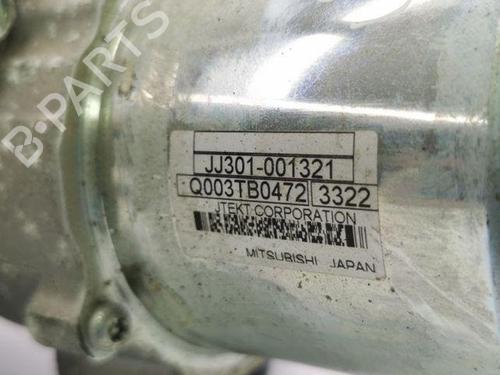 B-PARTS
JJ301-001321
Q003TB0472 3322
JTEKT CORPORATION
MITSUBISHI JAPAN